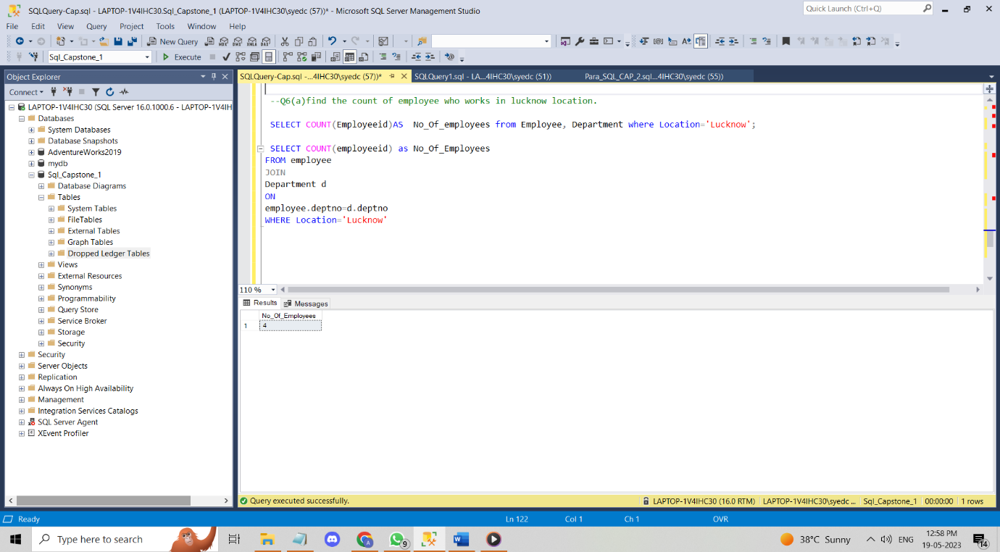 SQLQuery-Cap.sql - LAPTOP-1V4IHC30.Sql_Capstone_1 (LAPTOP-1V4IHC30\syedc (57))* - Microsoft SQL Server Management Studio
Quick Launch (Ctrl+Q)
File Edit View Query Project Tools Window Help
New Query
Sql_Capstone_1
Execute
Object Explorer
Connect
LAPTOP-1V4IHC30 (SQL Server 16.0.1000.6 - LAPTOP-1V4IH
Databases
System Databases
Database Snapshots
AdventureWorks2019
mydb
Sql_Capstone_1
Database Diagrams
Tables
System Tables
FileTables
External Tables
Graph Tables
Dropped Ledger Tables
Views
External Resources
Synonyms
Programmability
Query Store
Service Broker
Storage
Security
Security
Server Objects
Replication
Always On High Availability
Management
Integration Services Catalogs
SQL Server Agent
XEvent Profiler
SQLQuery-Cap.sql -...4IHC30\syedc (57))* SQLQuery1.sql - LA...4IHC30\syedc (51)) Para_SQL_CAP_2.sql...4IHC30\syedc (55))
--Q6(a)find the count of employee who works in lucknow location.
SELECT COUNT(Employeeid)AS No_Of_employees from Employee, Department where Location='Lucknow';
SELECT COUNT(employeeid) as No_Of_Employees
FROM employee
JOIN
Department d
ON
employee.deptno=d.deptno
WHERE Location='Lucknow'
110 %
Results Messages
No_Of_Employees
1 4
Query executed successfully. LAPTOP-1V4IHC30 (16.0 RTM) LAPTOP-1V4IHC30\syedc ... Sql_Capstone_1 00:00:00 1 rows
Ready Ln 122 Col 1 Ch 1 OVR
Type here to search 9 38°C Sunny ENG 12:58 PM
19-05-2023 14